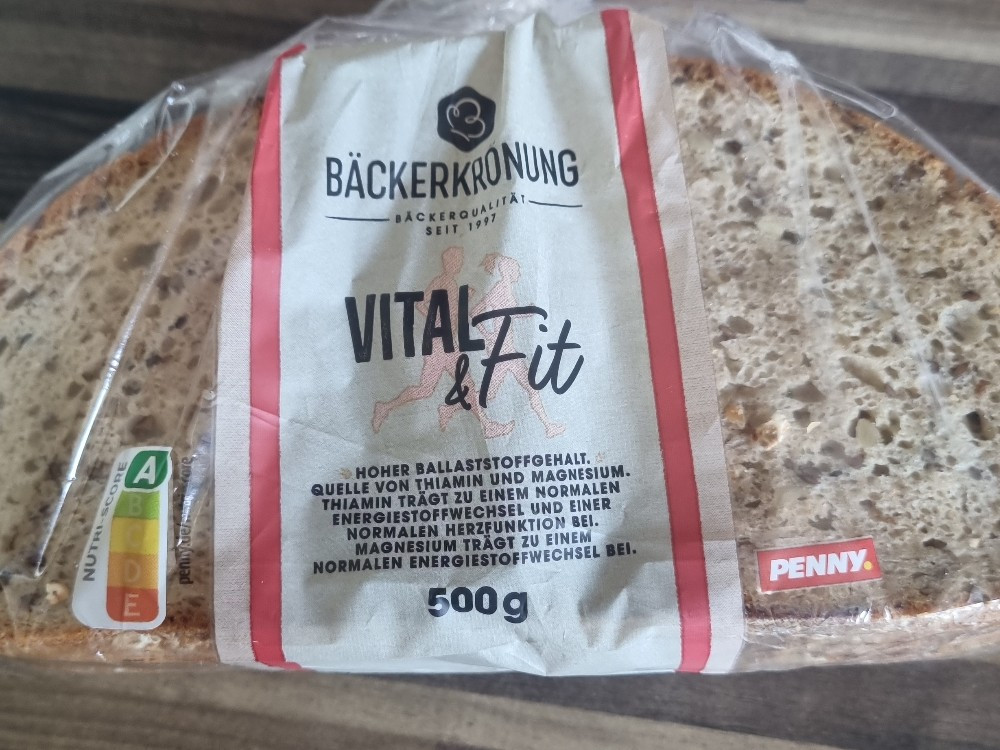 BÄCKERKRÖNUNG
BÄCKERQUALITÄT
SEIT 1997
VITAL
& Fit
HOHER BALLASTSTOFFGEHALT.
QUELLE VON THIAMIN UND MAGNESIUM.
THIAMIN TRÄGT ZU EINEM NORMALEN
ENERGIESTOFFWECHSEL UND EINER
NORMALEN HERZFUNKTION BEI.
MAGNESIUM TRÄGT ZU EINEM
NORMALEN ENERGIESTOFFWECHSEL BEI.
500 g
NUTRI-SCORE
A
B
C
D
E
PENNY.